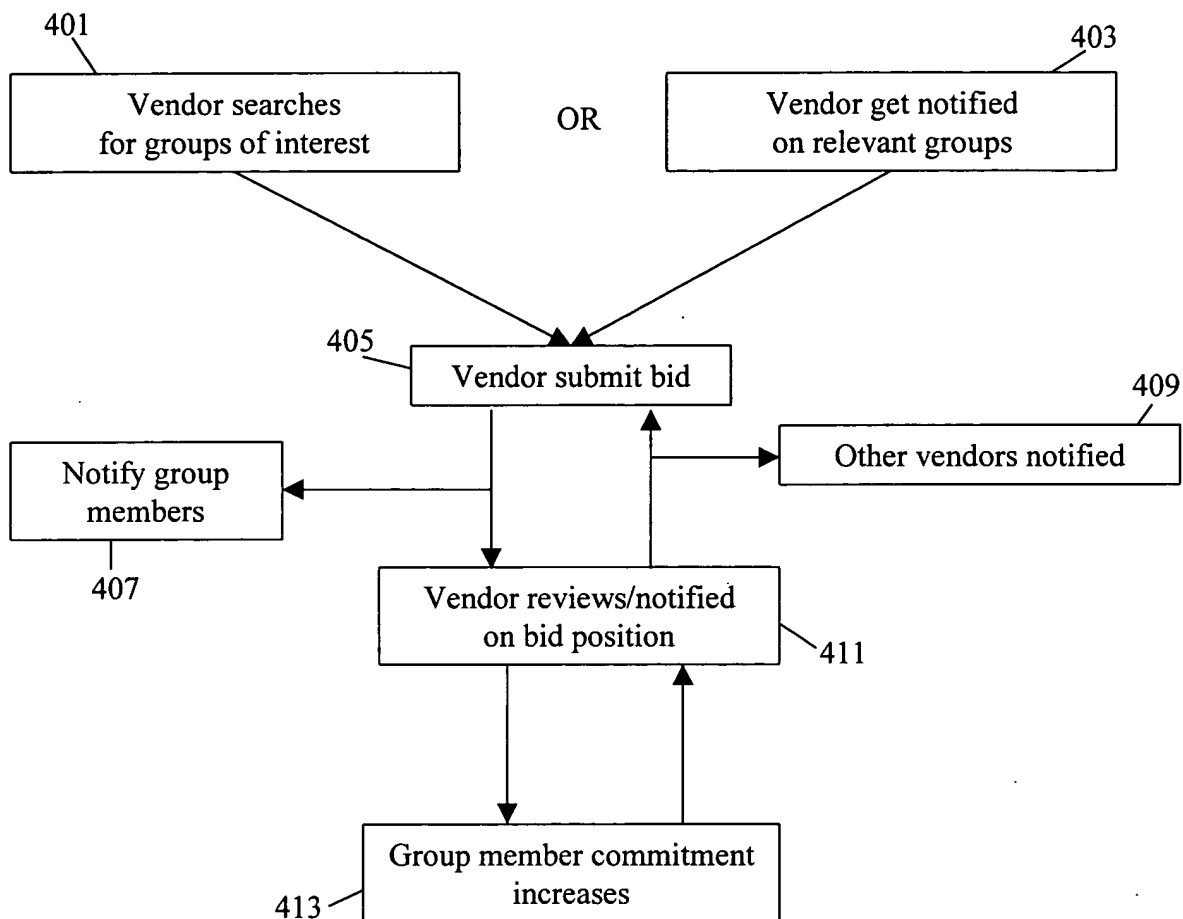 401
403
Vendor searches
for groups of interest
OR
Vendor get notified
on relevant groups
405
Vendor submit bid
409
Other vendors notified
Notify group
members
407
Vendor reviews/notified
on bid position
411
Group member commitment
increases
413